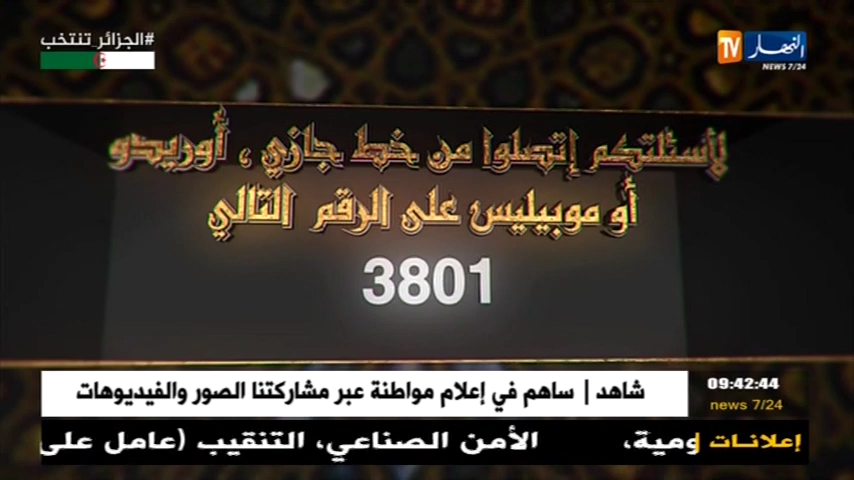 #الجزائر_تنتخب
النهار TV
NEWS 7/24
لأسئلتكم إتصلوا من خط جازي ، أوريدو
أو موبيليس على الرقم التالي
3801
شاهد | ساهم في إعلام مواطنة عبر مشاركتنا الصور والفيديوهات
09:42:44
news 7/24
إعلانات
ومية، الأمن الصناعي، التنقيب (عامل على